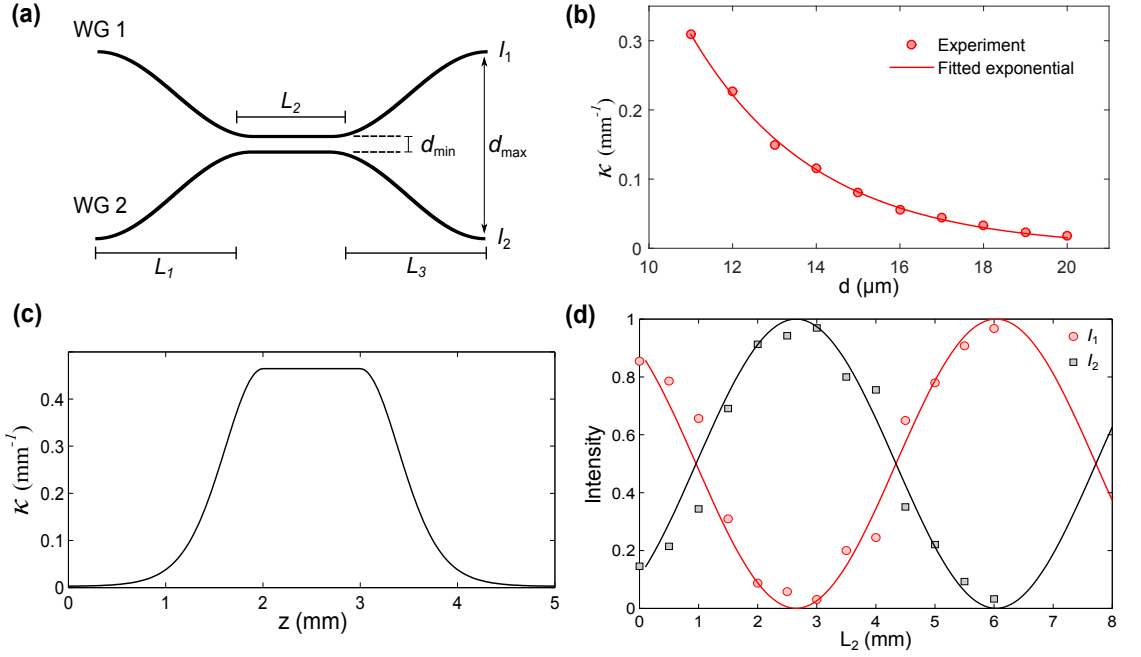 (a)
WG 1
I₁
L₂
d_min
d_max
WG 2
I₂
L₁
L₃
(b)
0.3
0.2
0.1
0
κ (mm⁻¹)
Experiment
Fitted exponential
10
12
14
16
18
20
d (μm)
(c)
0.4
0.3
0.2
0.1
0
κ (mm⁻¹)
0
1
2
3
4
5
z (mm)
(d)
1
0.8
0.6
0.4
0.2
0
Intensity
I₁
I₂
0
1
2
3
4
5
6
7
8
L₂ (mm)